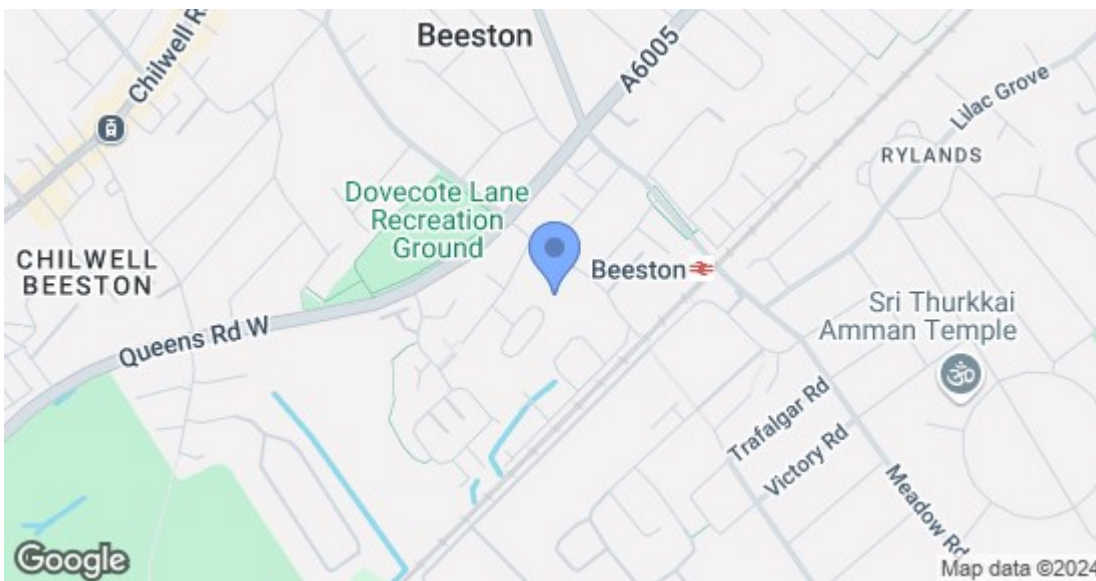 Beeston
A6005
Chilwell R
Lilac Grove
RYLANDS
Dovecote Lane
Recreation
Ground
CHILWELL
BEESTON
Beeston
Sri Thurkkai
Amman Temple
ॐ
Queens Rd W
Trafalgar Rd
Victory Rd
Meadow Rd
Google
Map data ©2024